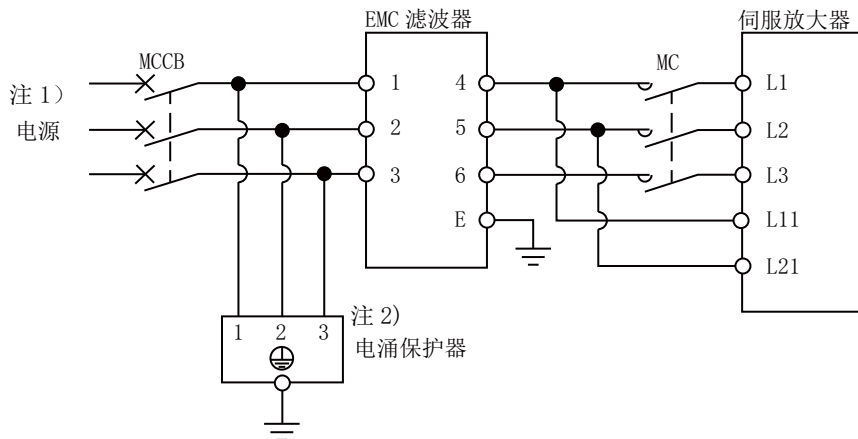 EMC 滤波器
伺服放大器
MCCB
MC
注 1）
电源
1
2
3
4
5
6
E
L1
L2
L3
L11
L21
注 2)
1 2 3
电涌保护器